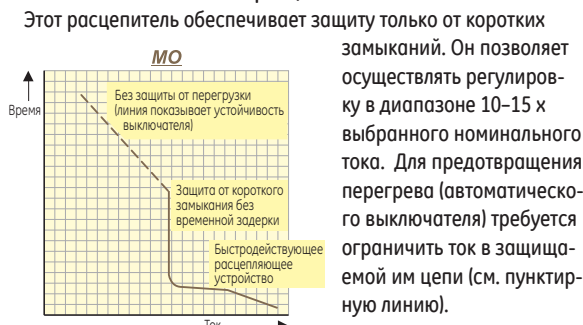 Этот расцепитель обеспечивает защиту только от коротких
замыканий. Он позволяет
осуществлять регулиров-
ку в диапазоне 10–15 х
выбранного номинального
тока. Для предотвращения
перегрева (автоматическо-
го выключателя) требуется
ограничить ток в защища-
емой им цепи (см. пунктир-
ную линию).
MO
Время
Без защиты от перегрузки
(линия показывает устойчивость
выключателя)
Защита от короткого
замыкания без
временной задержки
Быстродействующее
расцепляющее
устройство
Ток